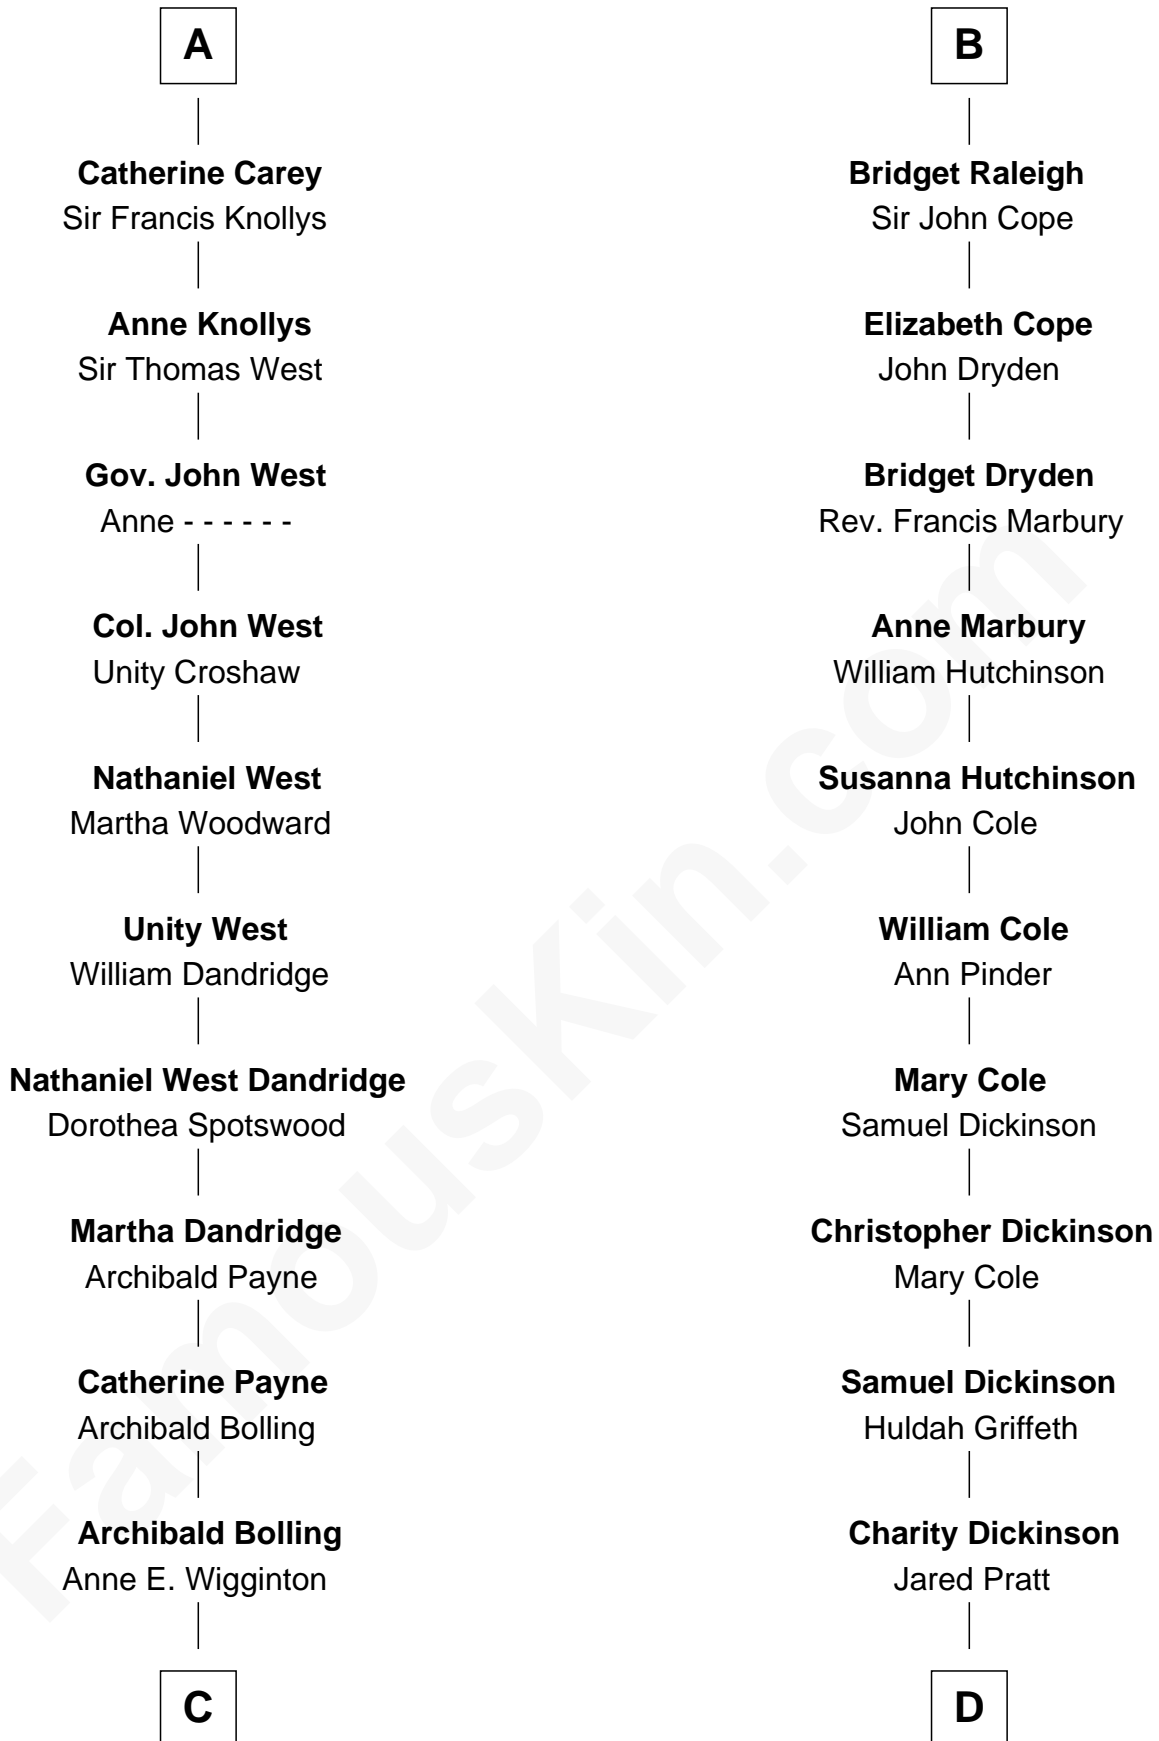 A
Catherine Carey
Sir Francis Knollys
Anne Knollys
Sir Thomas West
Gov. John West
Anne - - - - - -
Col. John West
Unity Croshaw
Nathaniel West
Martha Woodward
Unity West
William Dandridge
Nathaniel West Dandridge
Dorothea Spotswood
Martha Dandridge
Archibald Payne
Catherine Payne
Archibald Bolling
Archibald Bolling
Anne E. Wigginton
C
B
Bridget Raleigh
Sir John Cope
Elizabeth Cope
John Dryden
Bridget Dryden
Rev. Francis Marbury
Anne Marbury
William Hutchinson
Susanna Hutchinson
John Cole
William Cole
Ann Pinder
Mary Cole
Samuel Dickinson
Christopher Dickinson
Mary Cole
Samuel Dickinson
Huldah Griffeth
Charity Dickinson
Jared Pratt
D
FamousKin.com